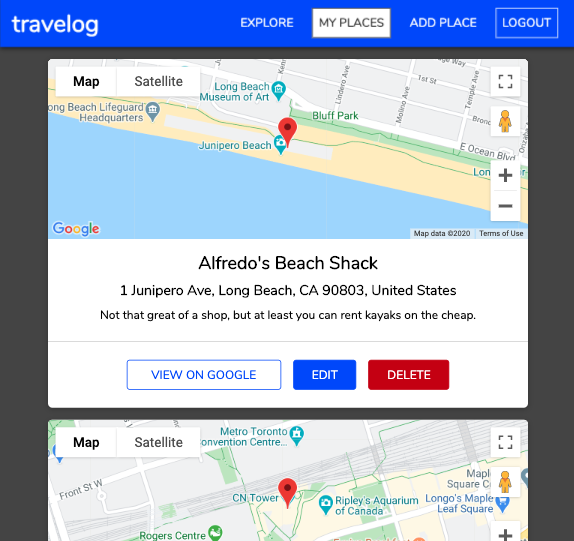 travelog
EXPLORE
MY PLACES
ADD PLACE
LOGOUT
Map
Satellite
Long Beach
Museum of Art
1st St
Lindero Ave
Molino Ave
Temple Ave
ong Beach Lifeguard
Headquarters
Bluff Park
Junipero Beach
E Ocean Blvd
Google
Map data ©2020
Terms of Use
Alfredo's Beach Shack
1 Junipero Ave, Long Beach, CA 90803, United States
Not that great of a shop, but at least you can rent kayaks on the cheap.
VIEW ON GOOGLE
EDIT
DELETE
Map
Satellite
Metro Toronto
Convention Centre...
Front St W
CN Tower
Ripley's Aquarium
of Canada
Mapl
Square
Longo's Maple
Leaf Square
Rogers Centre